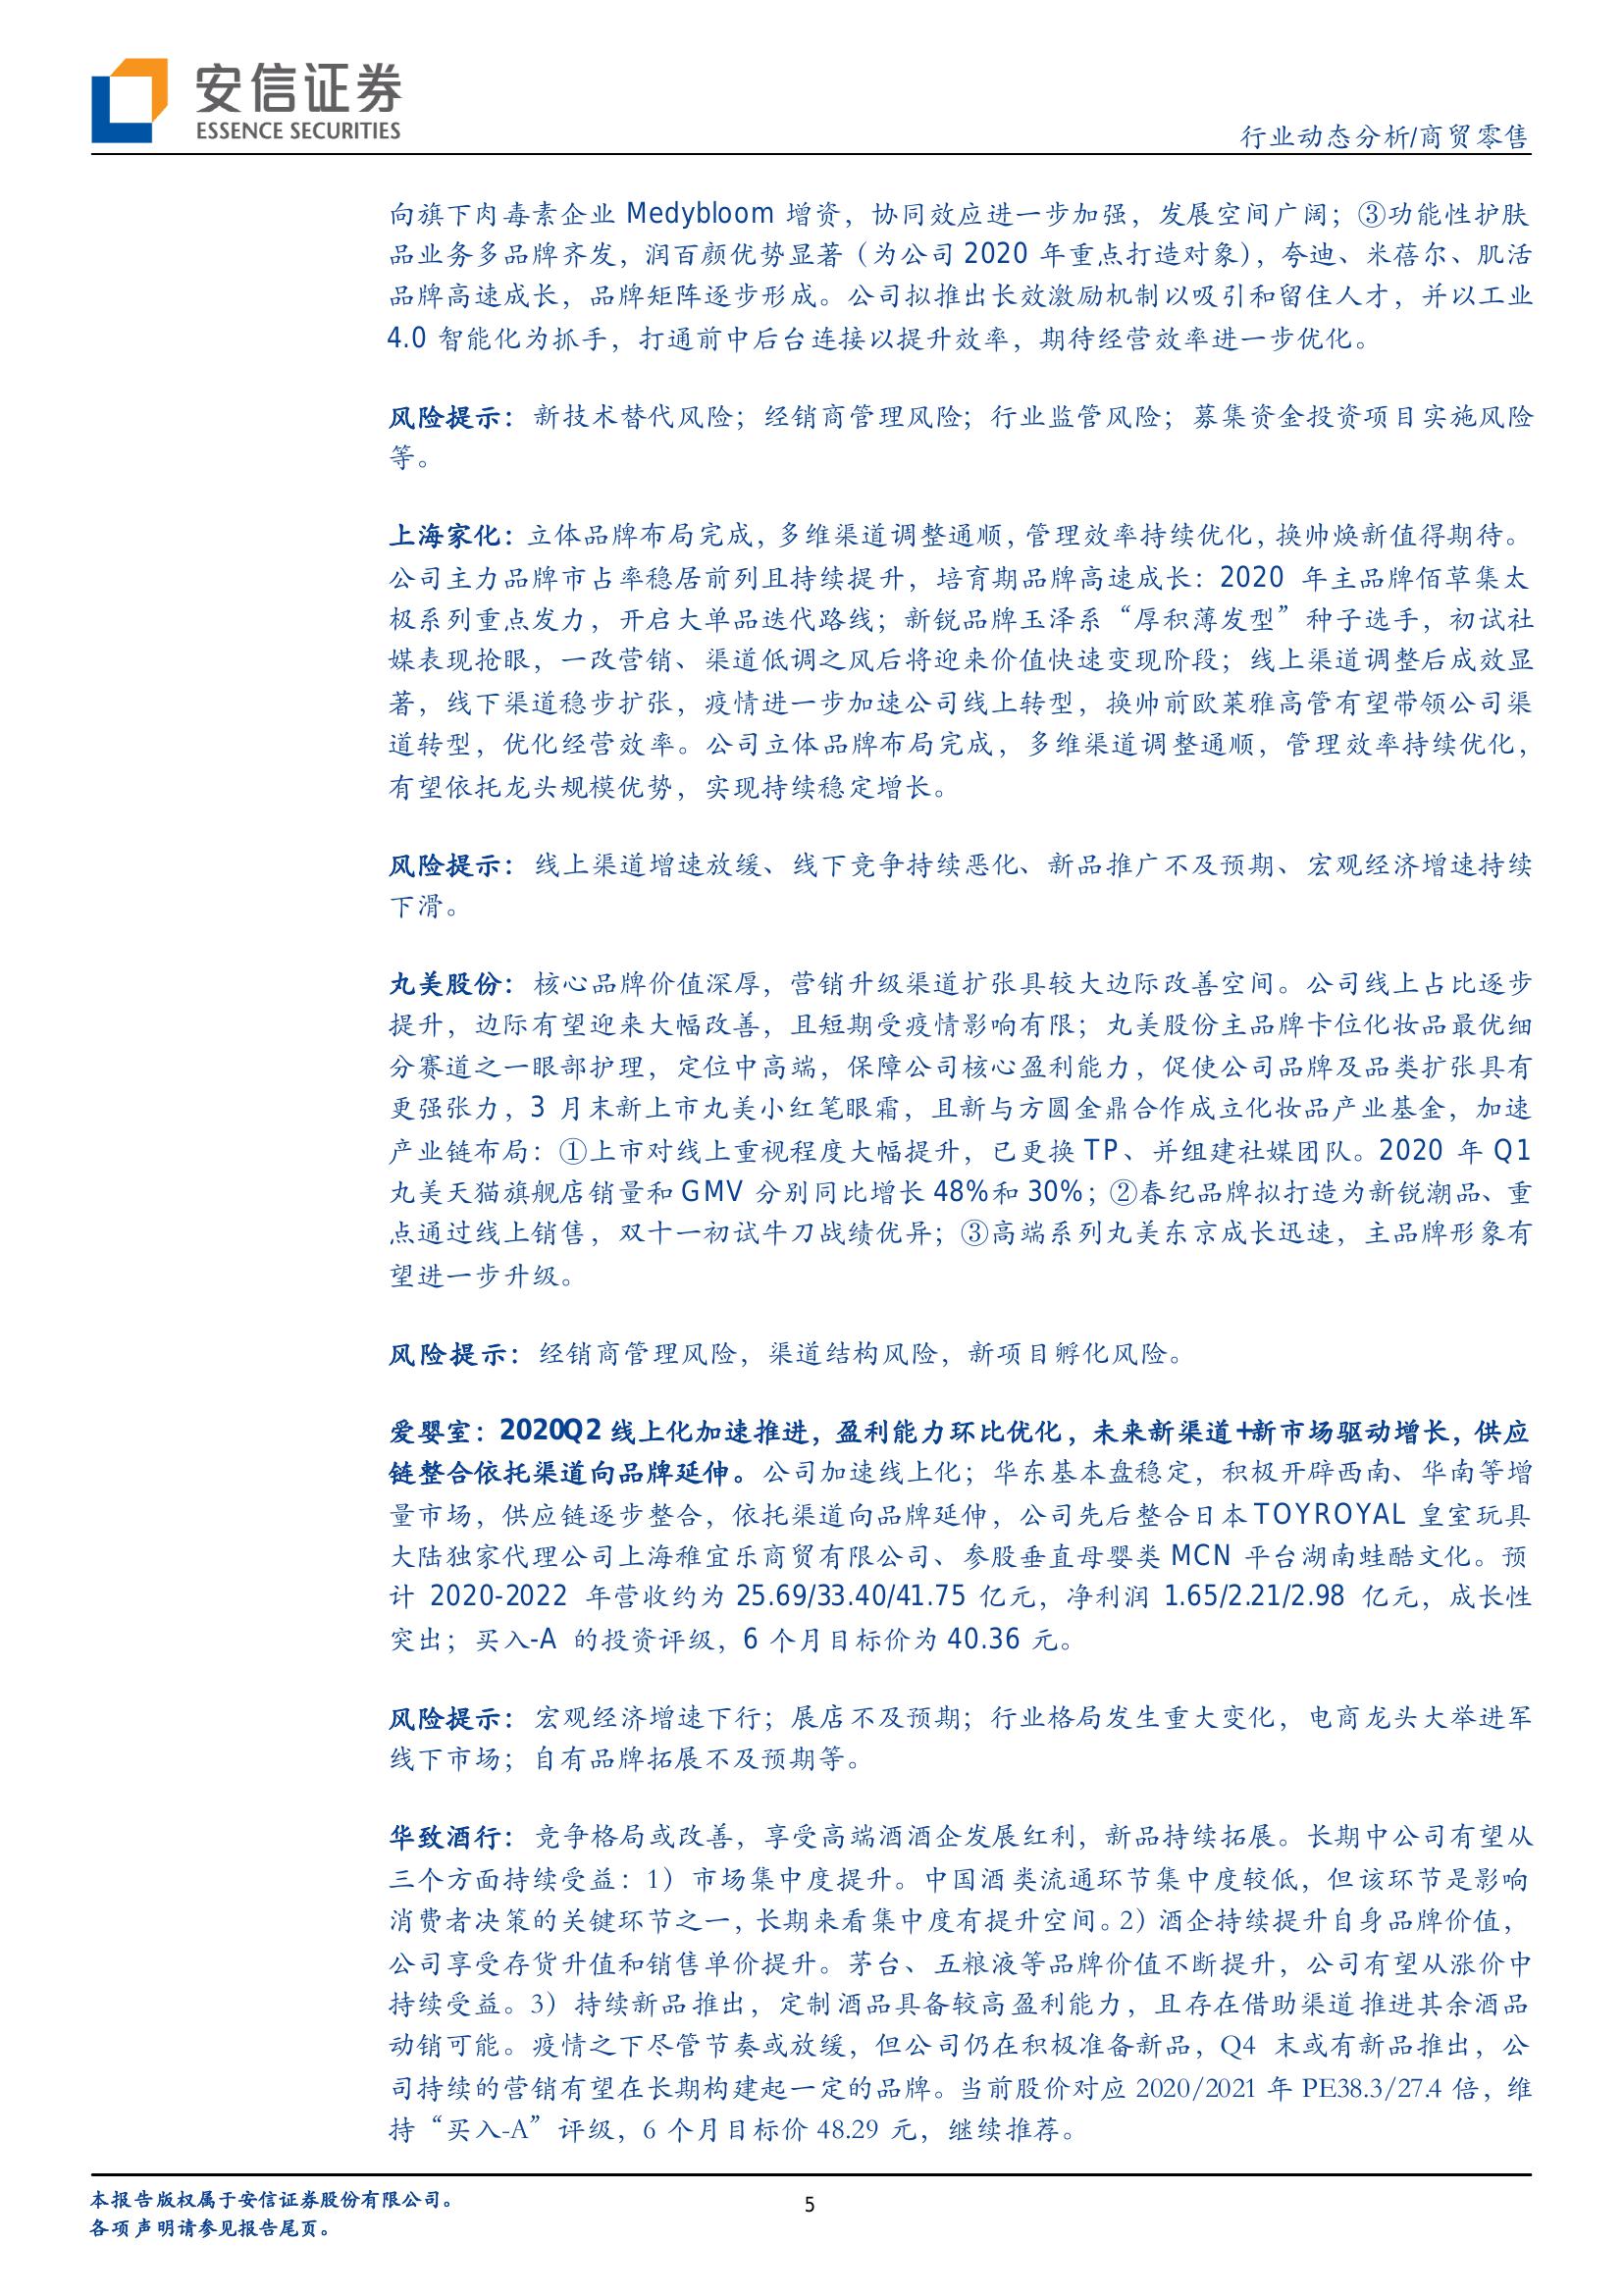 安信证券
ESSENCE SECURITIES
行业动态分析/商贸零售
向旗下肉毒素企业 Medybloom 增资，协同效应进一步加强，发展空间广阔；③功能性护肤
品业务多品牌齐发，润百颜优势显著（为公司 2020 年重点打造对象），夸迪、米蓓尔、肌活
品牌高速成长，品牌矩阵逐步形成。公司拟推出长效激励机制以吸引和留住人才，并以工业
4.0 智能化为抓手，打通前中后台连接以提升效率，期待经营效率进一步优化。
风险提示：新技术替代风险；经销商管理风险；行业监管风险；募集资金投资项目实施风险
等。
上海家化：立体品牌布局完成，多维渠道调整通顺，管理效率持续优化，换帅焕新值得期待。
公司主力品牌市占率稳居前列且持续提升，培育期品牌高速成长：2020 年主品牌佰草集太
极系列重点发力，开启大单品迭代路线；新锐品牌玉泽系“厚积薄发型”种子选手，初试社
媒表现抢眼，一改营销、渠道低调之风后将迎来价值快速变现阶段；线上渠道调整后成效显
著，线下渠道稳步扩张，疫情进一步加速公司线上转型，换帅前欧莱雅高管有望带领公司渠
道转型，优化经营效率。公司立体品牌布局完成，多维渠道调整通顺，管理效率持续优化，
有望依托龙头规模优势，实现持续稳定增长。
风险提示：线上渠道增速放缓、线下竞争持续恶化、新品推广不及预期、宏观经济增速持续
下滑。
丸美股份：核心品牌价值深厚，营销升级渠道扩张具较大边际改善空间。公司线上占比逐步
提升，边际有望迎来大幅改善，且短期受疫情影响有限；丸美股份主品牌卡位化妆品最优细
分赛道之一眼部护理，定位中高端，保障公司核心盈利能力，促使公司品牌及品类扩张具有
更强张力，3 月末新上市丸美小红笔眼霜，且新与方圆金鼎合作成立化妆品产业基金，加速
产业链布局：①上市对线上重视程度大幅提升，已更换 TP、并组建社媒团队。2020 年 Q1
丸美天猫旗舰店销量和 GMV 分别同比增长 48%和 30%；②春纪品牌拟打造为新锐潮品、重
点通过线上销售，双十一初试牛刀战绩优异；③高端系列丸美东京成长迅速，主品牌形象有
望进一步升级。
风险提示：经销商管理风险，渠道结构风险，新项目孵化风险。
爱婴室：2020Q2 线上化加速推进，盈利能力环比优化，未来新渠道+新市场驱动增长，供应
链整合依托渠道向品牌延伸。公司加速线上化；华东基本盘稳定，积极开辟西南、华南等增
量市场，供应链逐步整合，依托渠道向品牌延伸，公司先后整合日本 TOYROYAL 皇室玩具
大陆独家代理公司上海稚宜乐商贸有限公司、参股垂直母婴类 MCN 平台湖南蛙酷文化。预
计 2020-2022 年营收约为 25.69/33.40/41.75 亿元，净利润 1.65/2.21/2.98 亿元，成长性
突出；买入-A 的投资评级，6 个月目标价为 40.36 元。
风险提示：宏观经济增速下行；展店不及预期；行业格局发生重大变化，电商龙头大举进军
线下市场；自有品牌拓展不及预期等。
华致酒行：竞争格局或改善，享受高端酒酒企发展红利，新品持续拓展。长期中公司有望从
三个方面持续受益：1）市场集中度提升。中国酒类流通环节集中度较低，但该环节是影响
消费者决策的关键环节之一，长期来看集中度有提升空间。2）酒企持续提升自身品牌价值，
公司享受存货升值和销售单价提升。茅台、五粮液等品牌价值不断提升，公司有望从涨价中
持续受益。3）持续新品推出，定制酒品具备较高盈利能力，且存在借助渠道推进其余酒品
动销可能。疫情之下尽管节奏或放缓，但公司仍在积极准备新品，Q4 末或有新品推出，公
司持续的营销有望在长期构建起一定的品牌。当前股价对应 2020/2021 年 PE38.3/27.4 倍，维
持“买入-A”评级，6 个月目标价 48.29 元，继续推荐。
本报告版权属于安信证券股份有限公司。
5
各项声明请参见报告尾页。